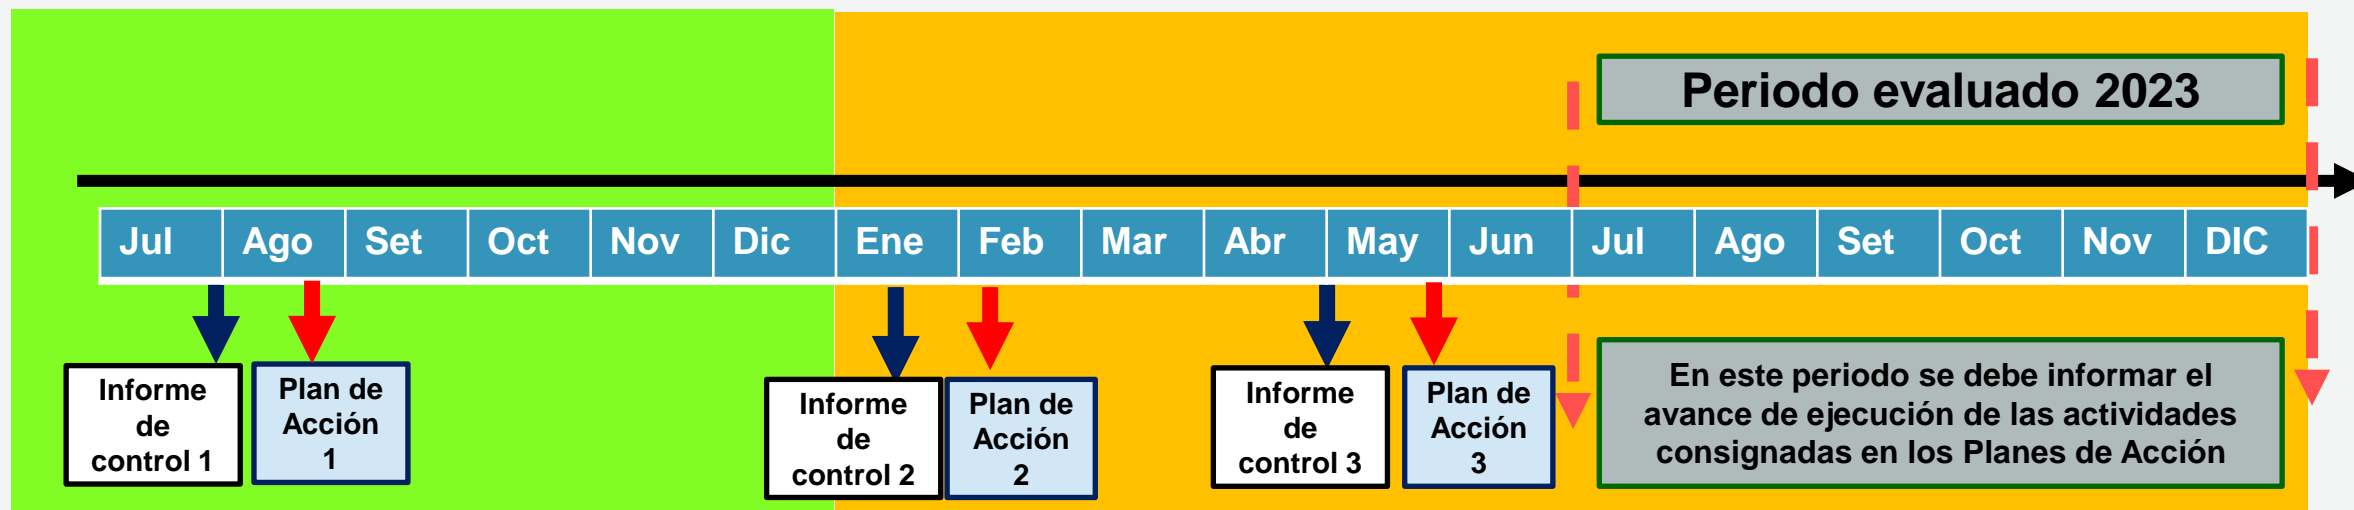 Periodo evaluado 2023
Jul Ago Set Oct Nov Dic Ene Feb Mar Abr May Jun Jul Ago Set Oct Nov DIC
Informe
de
control 1
Plan de
Acción
1
Informe
de
control 2
Plan de
Acción
2
Informe
de
control 3
Plan de
Acción
3
En este periodo se debe informar el
avance de ejecución de las actividades
consignadas en los Planes de Acción